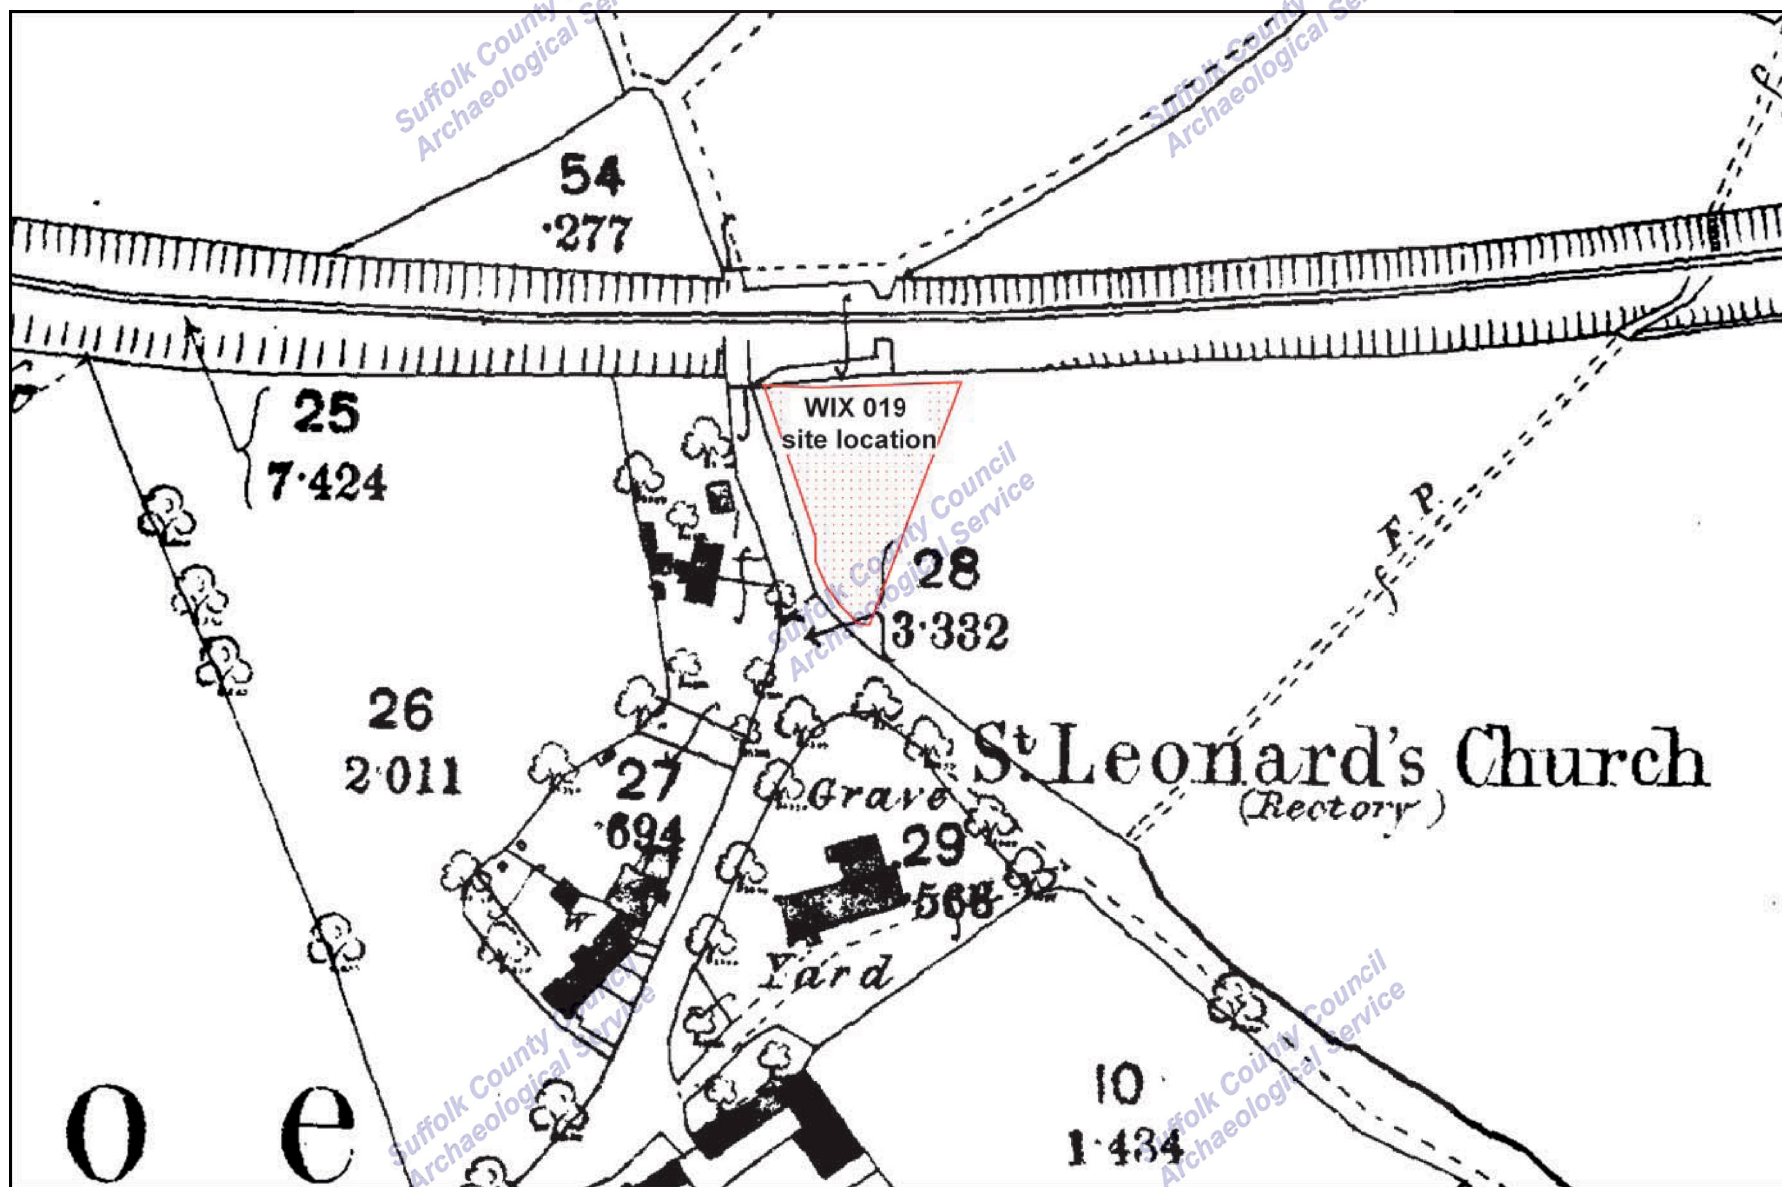 Suffolk County
Archaeological Ser
Suffolk County
Archaeological Se
54
·277
25
7·424
WIX 019
site location
Suffolk County Council
Archaeological Service
F. P.
28
3·332
26
2·011
27
·694
St. Leonard's Church
(Rectory)
Grave
29
·568
Yard
W
Suffolk County Council
Archaeological Service
Suffolk County Council
Archaeological Service
10
1·434
o e